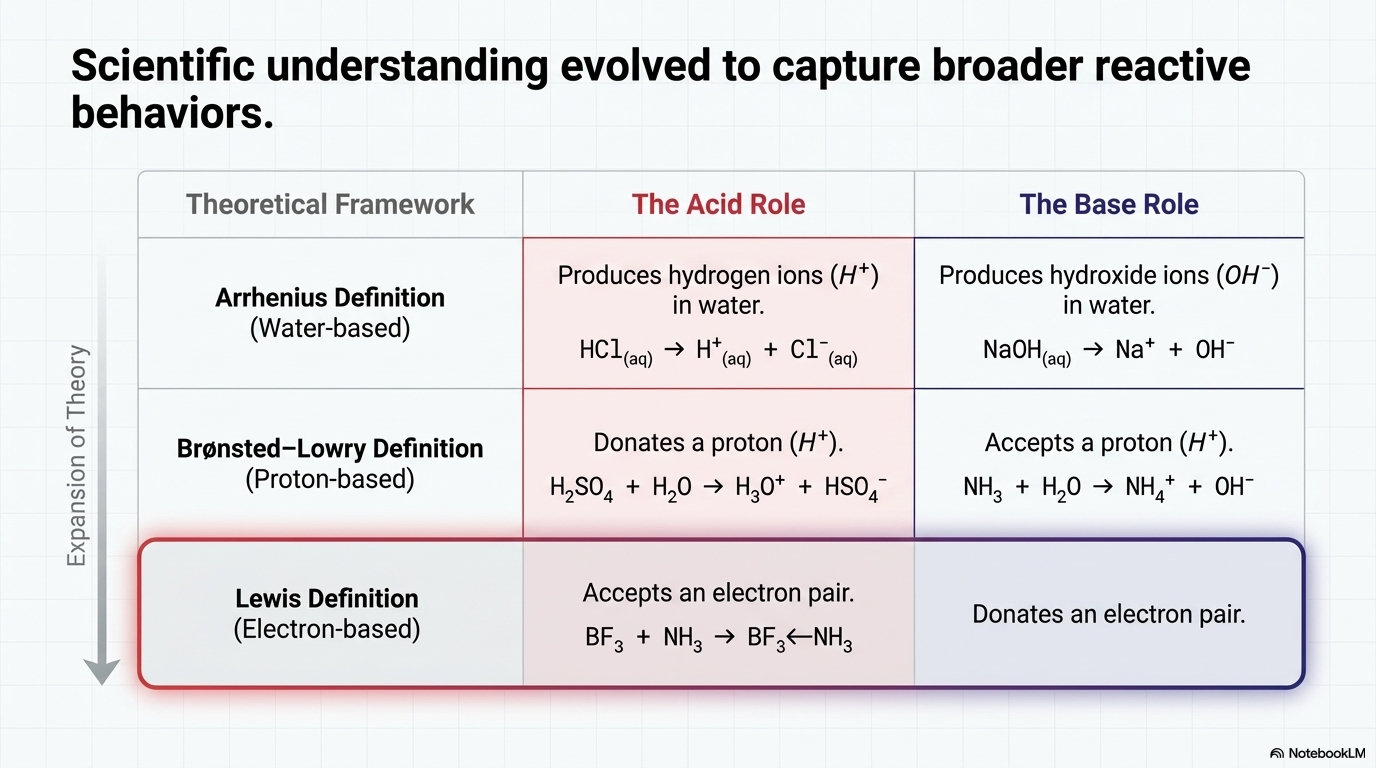 Scientific understanding evolved to capture broader reactive
behaviors.
Theoretical Framework
The Acid Role
The Base Role
Expansion of Theory
Arrhenius Definition
(Water-based)
Produces hydrogen ions (H⁺)
in water.
HCl₍aq₎ → H⁺₍aq₎ + Cl⁻₍aq₎
Produces hydroxide ions (OH⁻)
in water.
NaOH₍aq₎ → Na⁺ + OH⁻
Brønsted–Lowry Definition
(Proton-based)
Donates a proton (H⁺).
H₂SO₄ + H₂O → H₃O⁺ + HSO₄⁻
Accepts a proton (H⁺).
NH₃ + H₂O → NH₄⁺ + OH⁻
Lewis Definition
(Electron-based)
Accepts an electron pair.
BF₃ + NH₃ → BF₃←NH₃
Donates an electron pair.
NotebookLM